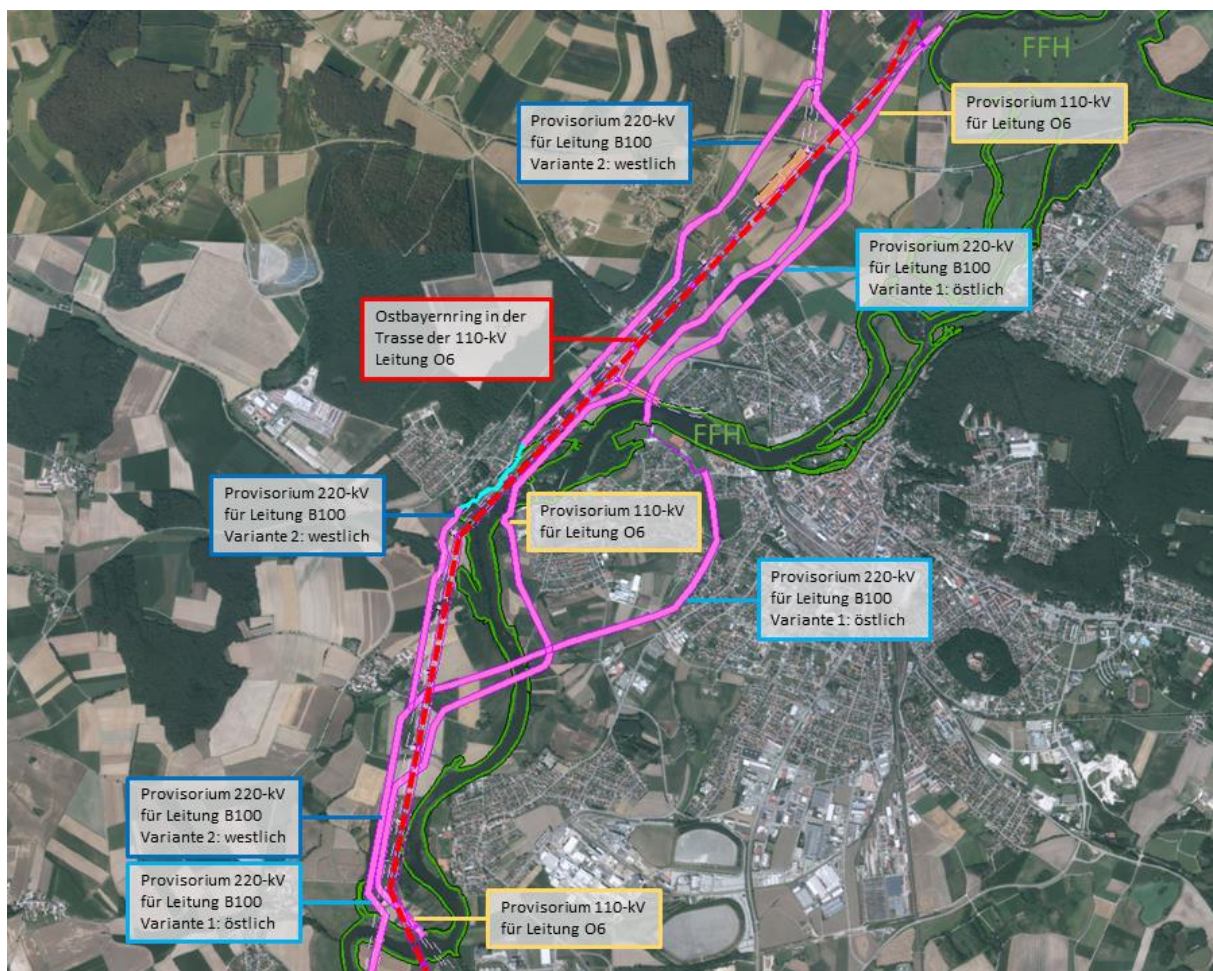 FFH
Provisorium 110-kV
für Leitung O6
Provisorium 220-kV
für Leitung B100
Variante 2: westlich
Provisorium 220-kV
für Leitung B100
Variante 1: östlich
Ostbayernring in der
Trasse der 110-kV
Leitung O6
FFH
Provisorium 220-kV
für Leitung B100
Variante 2: westlich
Provisorium 110-kV
für Leitung O6
Provisorium 220-kV
für Leitung B100
Variante 1: östlich
Provisorium 220-kV
für Leitung B100
Variante 2: westlich
Provisorium 220-kV
für Leitung B100
Variante 1: östlich
Provisorium 110-kV
für Leitung O6